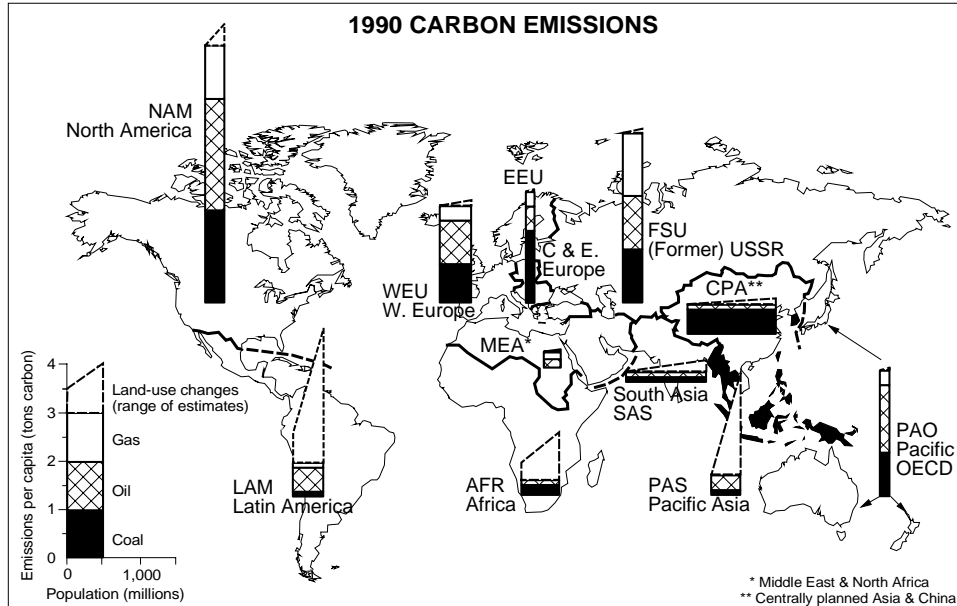 1990 CARBON EMISSIONS
NAM
North America
EEU
C & E.
Europe
FSU
(Former) USSR
WEU
W. Europe
CPA**
MEA*
South Asia
SAS
PAO
Pacific
OECD
LAM
Latin America
AFR
Africa
PAS
Pacific Asia
Emissions per capita (tons carbon)
4
3
2
1
0
Land-use changes
(range of estimates)
Gas
Oil
Coal
0 1,000
Population (millions)
* Middle East & North Africa
** Centrally planned Asia & China